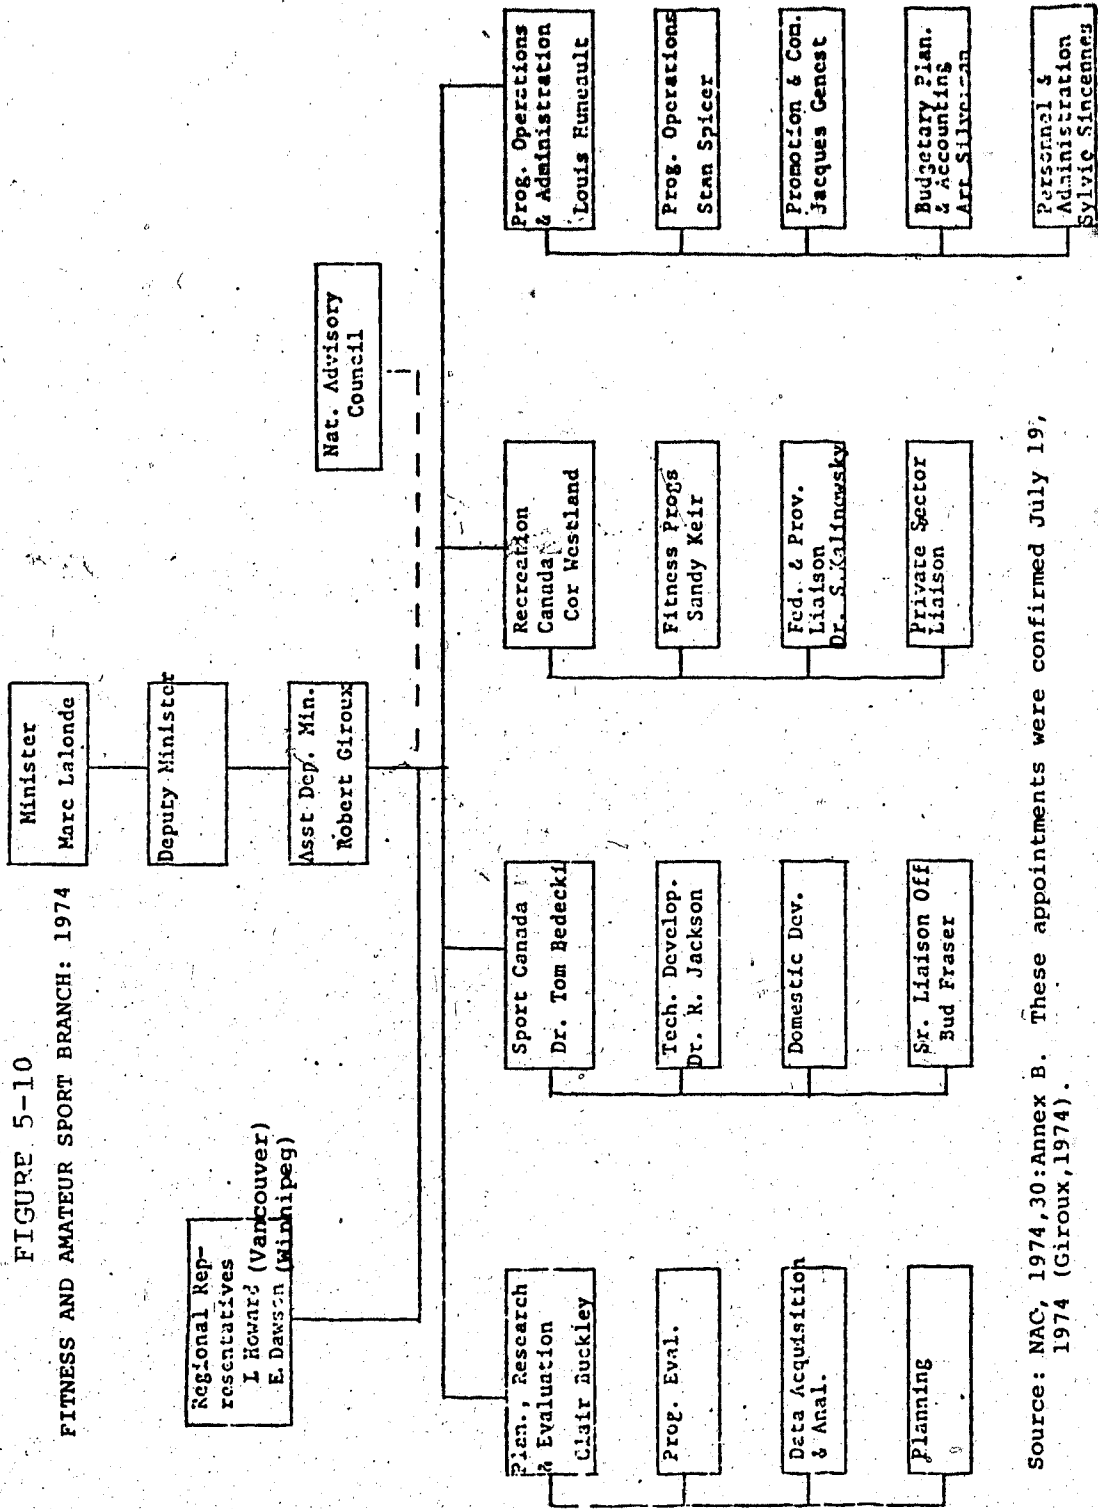 FIGURE 5-10
FITNESS AND AMATEUR SPORT BRANCH: 1974
Minister
Marc Lalonde
Deputy Minister
Asst Dep. Min.
Robert Giroux
Nat. Advisory
Council
Regional Rep-
resentatives
I Howard (Vancouver)
E. Dawson (Winnipeg)
Plan., Research
& Evaluation
Clair Buckley
Prog. Eval.
Data Acquisition
& Anal.
Planning
Sport Canada
Dr. Tom Bedecki
Tech. Develop.
Dr. R. Jackson
Domestic Dev.
Sr. Liaison Off
Bud Fraser
Recreation
Canada
Cor Westland
Fitness Progs
Sandy Keir
Fed. & Prov.
Liaison
Dr. S. Kalinowsky
Private Sector
Liaison
Prog. Operations
& Administration
Louis Huneault
Prog. Operations
Stan Spicer
Promotion & Com.
Jacques Genest
Budgetary Plan.
& Accounting
Art Silverman
Personnel &
Administration
Sylvie Sincennes
Source: NAC, 1974,30:Annex B. These appointments were confirmed July 19,
1974 (Giroux,1974).